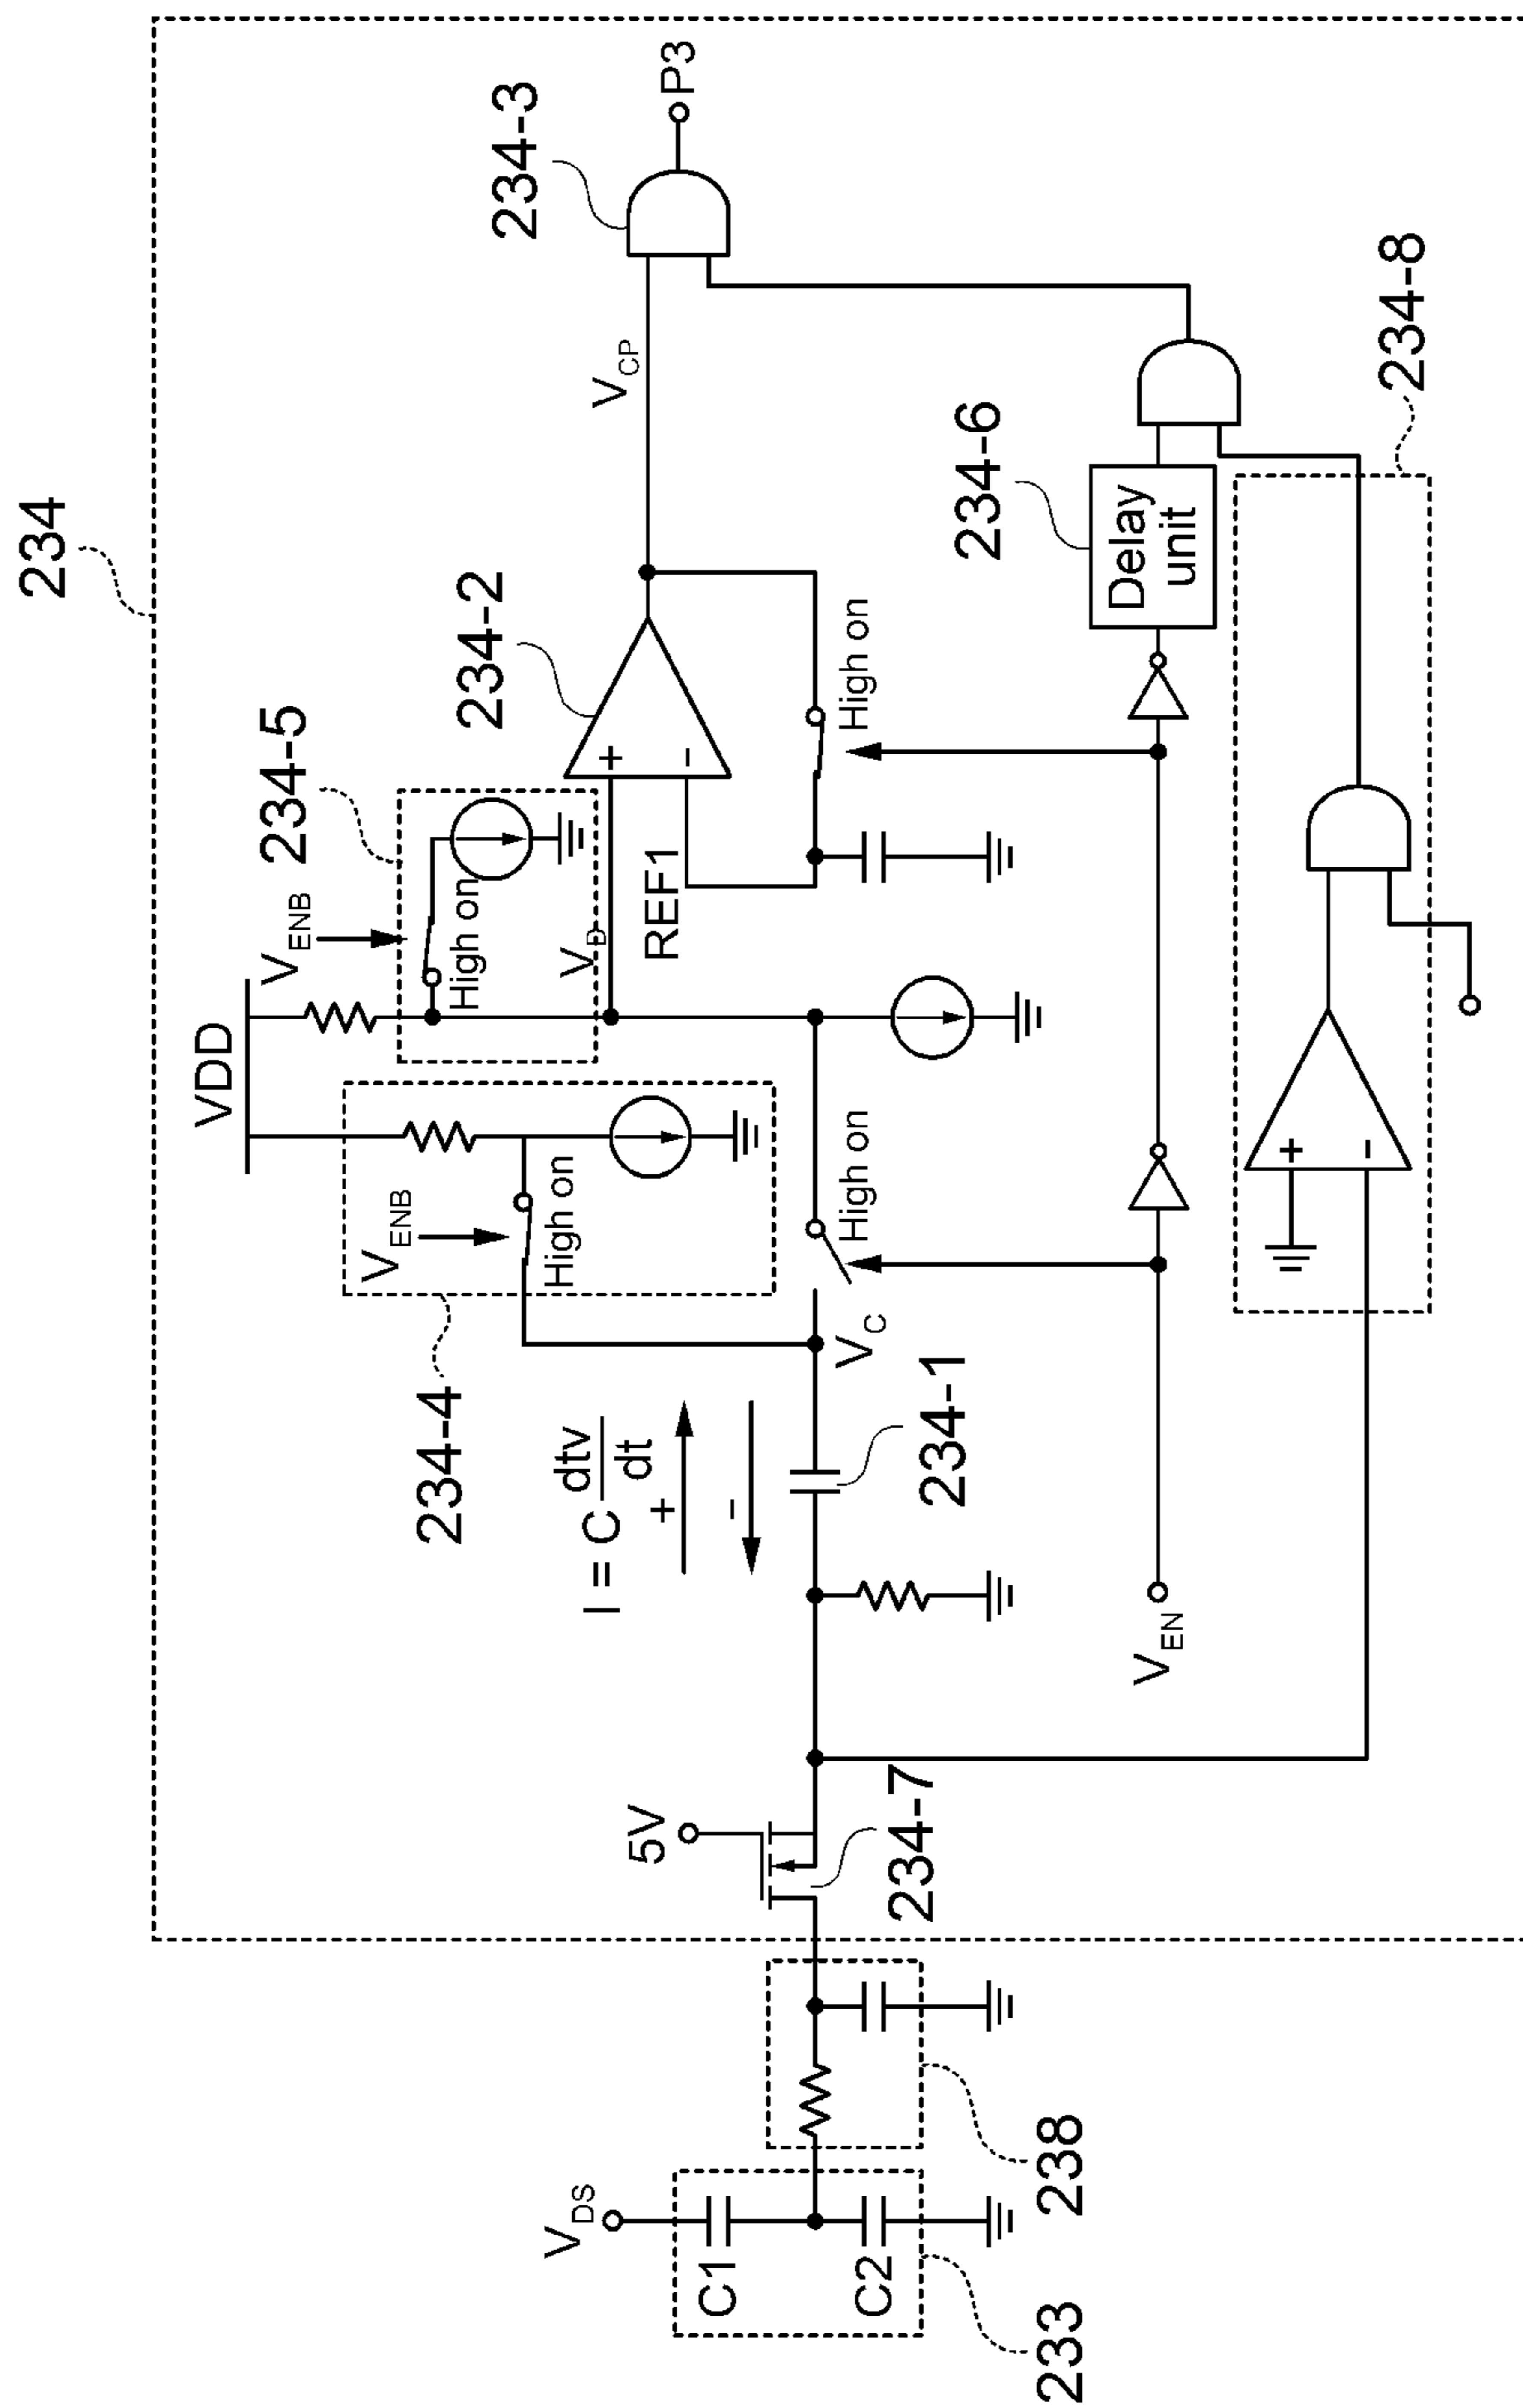 234
VDD
V_ENB
234-5
High on
V_ENB
High on
234-4
V_D
REF1
234-2
+
-
V_CP
234-3
P3
I = C dtv/dt
+
-
234-1
V_C
High on
High on
5V
234-7
V_DS
C1
C2
233
238
V_EN
Delay
unit
234-6
+
-
234-8